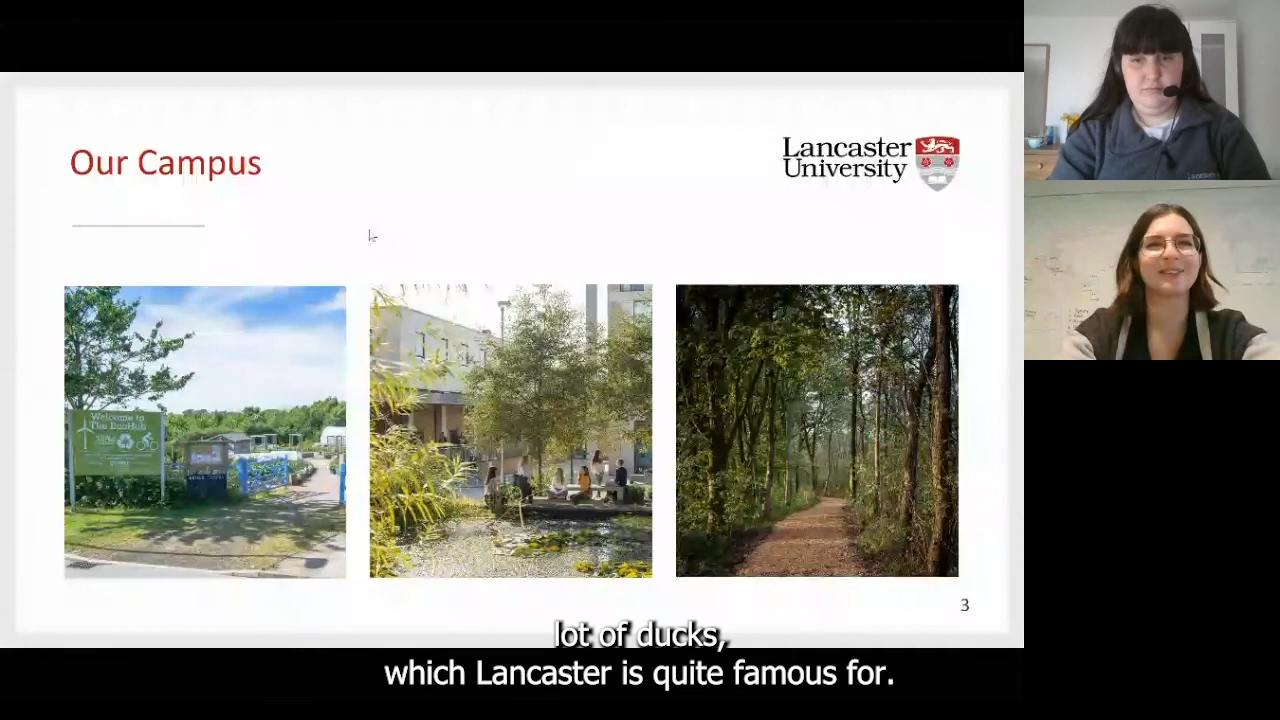 Our Campus
Lancaster
University
Welcome to
The EcoHub
3
lot of ducks,
which Lancaster is quite famous for.